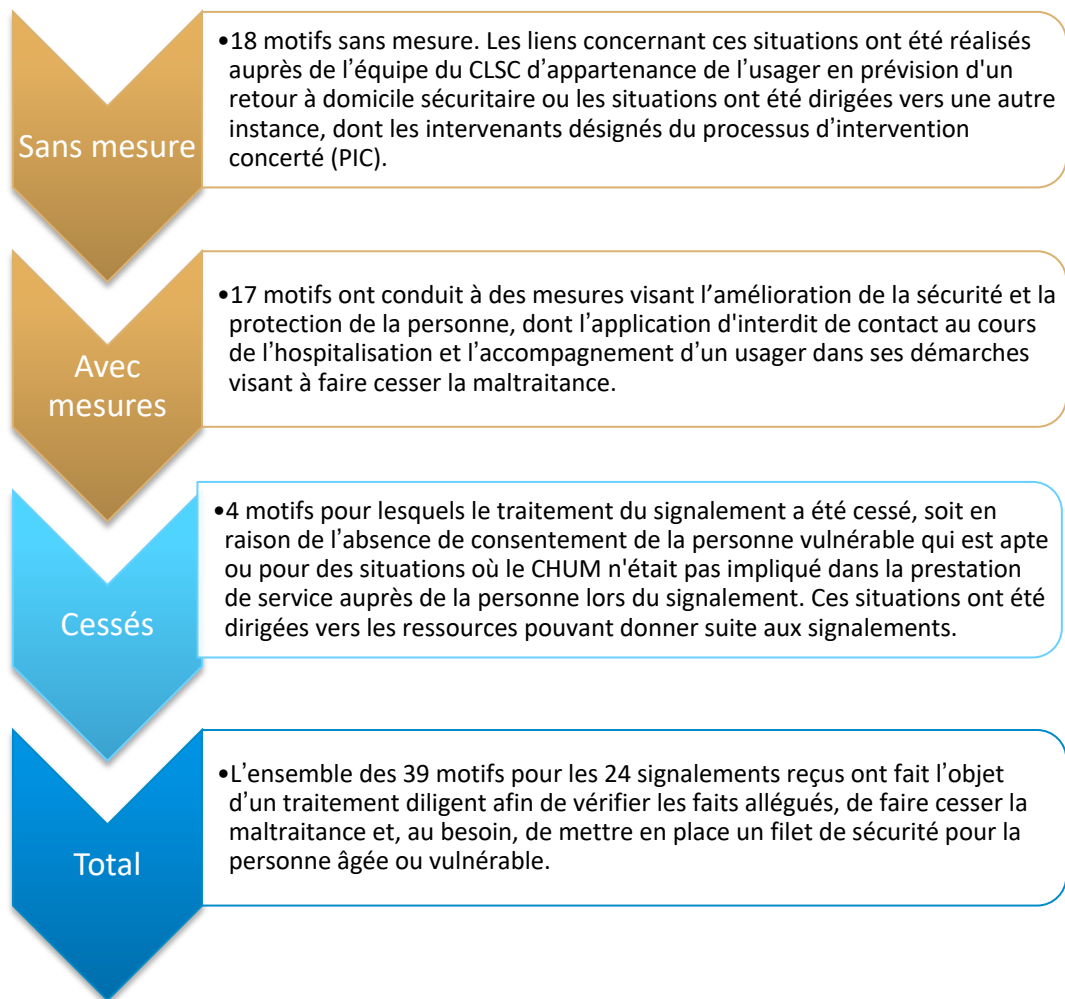 Sans mesure
•18 motifs sans mesure. Les liens concernant ces situations ont été réalisés
auprès de l'équipe du CLSC d'appartenance de l'usager en prévision d'un
retour à domicile sécuritaire ou les situations ont été dirigées vers une autre
instance, dont les intervenants désignés du processus d'intervention
concerté (PIC).
Avec
mesures
•17 motifs ont conduit à des mesures visant l'amélioration de la sécurité et la
protection de la personne, dont l'application d'interdit de contact au cours
de l'hospitalisation et l'accompagnement d'un usager dans ses démarches
visant à faire cesser la maltraitance.
Cessés
•4 motifs pour lesquels le traitement du signalement a été cessé, soit en
raison de l'absence de consentement de la personne vulnérable qui est apte
ou pour des situations où le CHUM n'était pas impliqué dans la prestation
de service auprès de la personne lors du signalement. Ces situations ont été
dirigées vers les ressources pouvant donner suite aux signalements.
Total
•L'ensemble des 39 motifs pour les 24 signalements reçus ont fait l'objet
d'un traitement diligent afin de vérifier les faits allégués, de faire cesser la
maltraitance et, au besoin, de mettre en place un filet de sécurité pour la
personne âgée ou vulnérable.